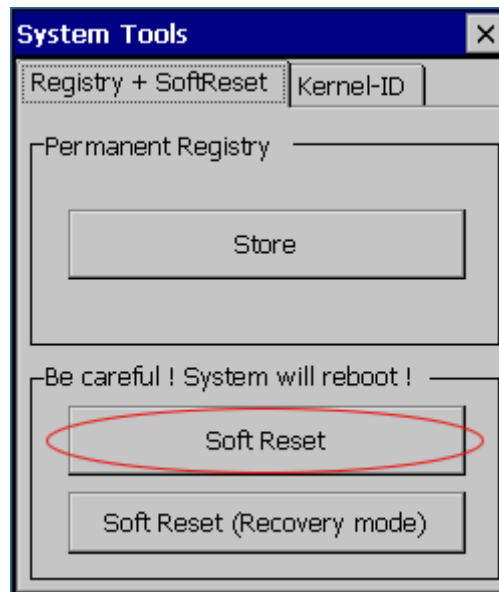 System Tools
Registry + SoftReset
Kernel-ID
Permanent Registry
Store
Be careful ! System will reboot !
Soft Reset
Soft Reset (Recovery mode)